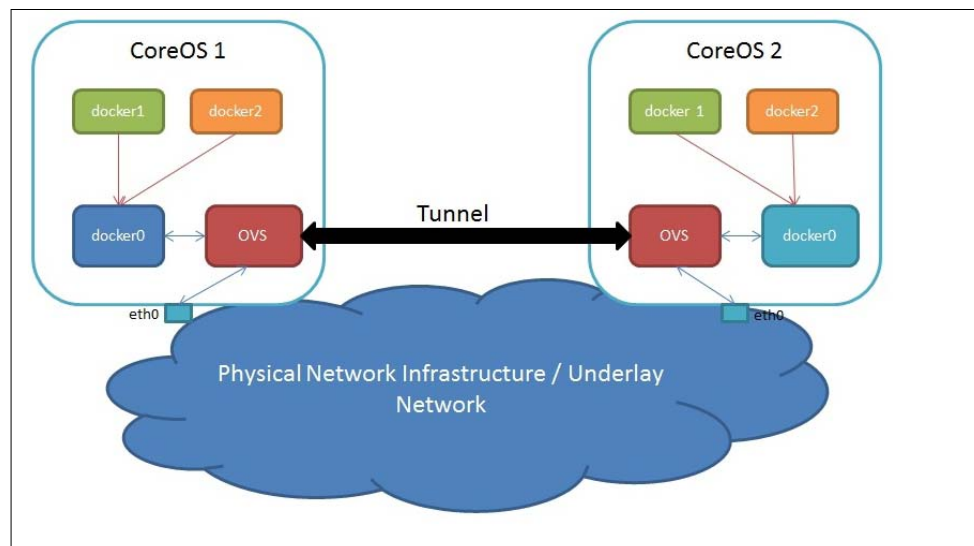 CoreOS 1
CoreOS 2
docker1
docker2
docker 1
docker2
Tunnel
docker0
OVS
OVS
docker0
eth0
eth0
Physical Network Infrastructure / Underlay
Network